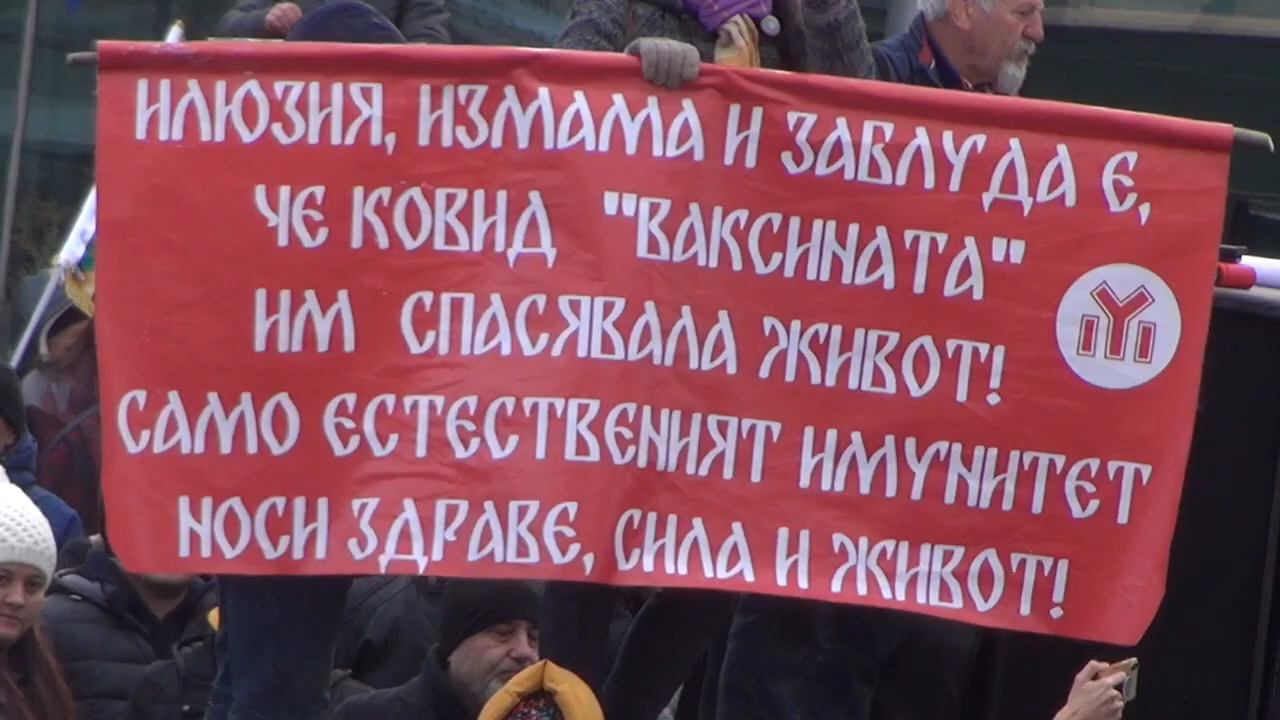 ИЛЮЗИЯ, ИЗМАМА И ЗАБЛУДА Е,
ЧЕ КОВИД "ВАКСИНАТА"
ИМ СПАСЯВАЛА ЖИВОТ!
САМО ЕСТЕСТВЕНИЯТ ИМУНИТЕТ
НОСИ ЗДРАВЕ, СИЛА И ЖИВОТ!